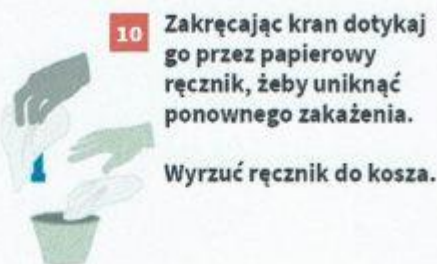 10
Zakręcając kran dotykaj
go przez papierowy
ręcznik, żeby uniknąć
ponownego zakażenia.
Wyrzuć ręcznik do kosza.